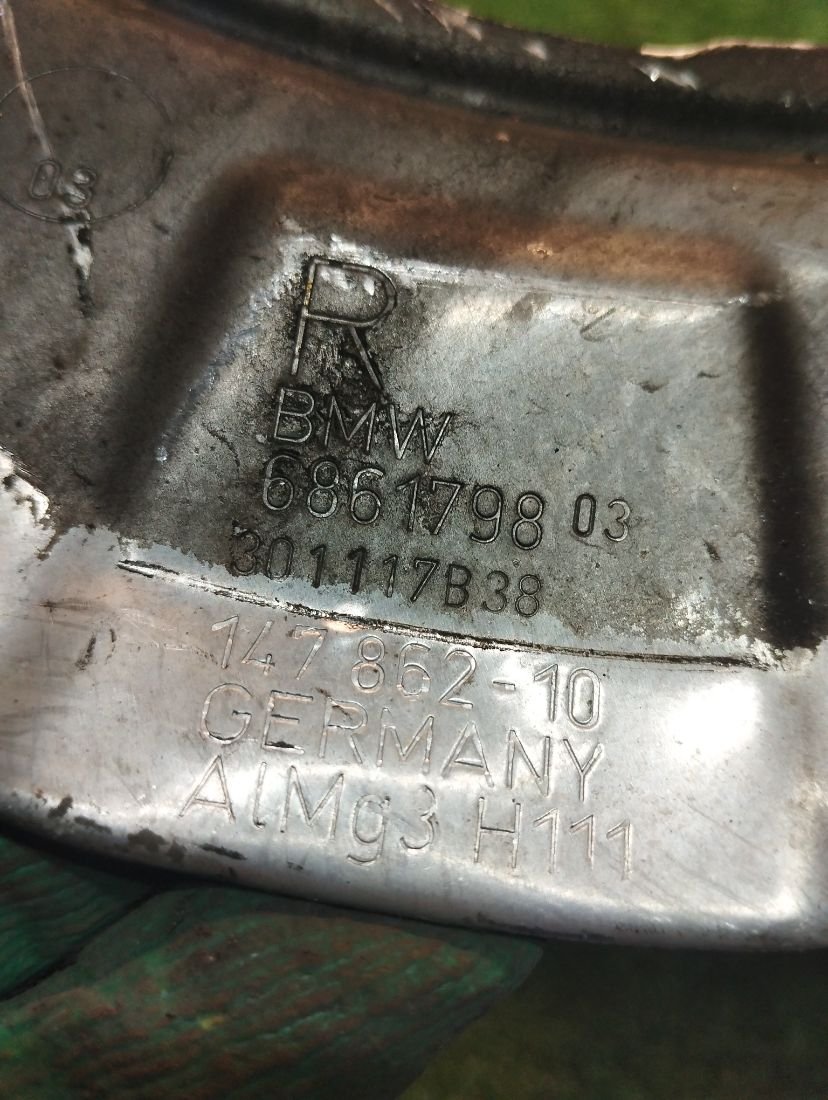 03
R
BMW
6861798 03
301117B38
147 862-10
GERMANY
AlMg3 H111